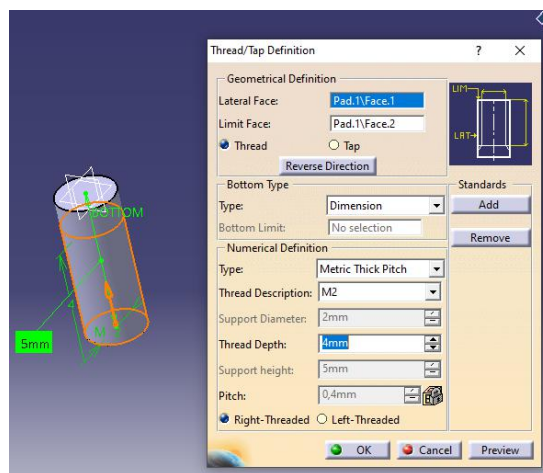 Thread/Tap Definition ? ×
Geometrical Definition
Lateral Face: Pad.1\Face.1
Limit Face: Pad.1\Face.2
Thread Tap
Reverse Direction
LIM
LAT
Bottom Type
Type: Dimension
Bottom Limit: No selection
Standards
Add
Remove
Numerical Definition
Type: Metric Thick Pitch
Thread Description: M2
Support Diameter: 2mm
Thread Depth: 4mm
Support height: 5mm
Pitch: 0,4mm
Right-Threaded Left-Threaded
OK Cancel Preview
BOTTOM
M
5mm